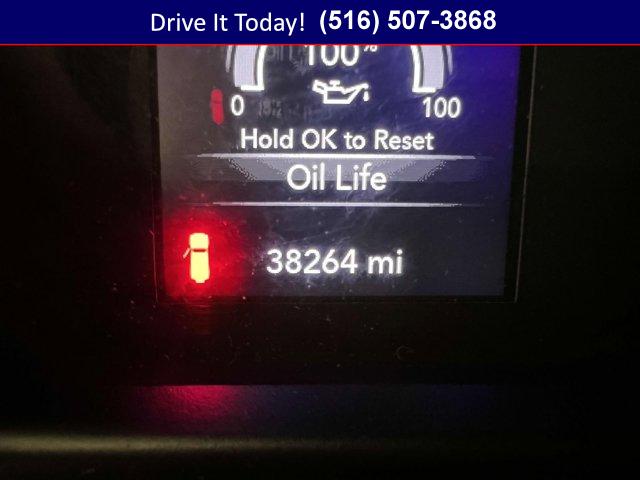 Drive It Today! (516) 507-3868
100%
0 100
Hold OK to Reset
Oil Life
38264 mi